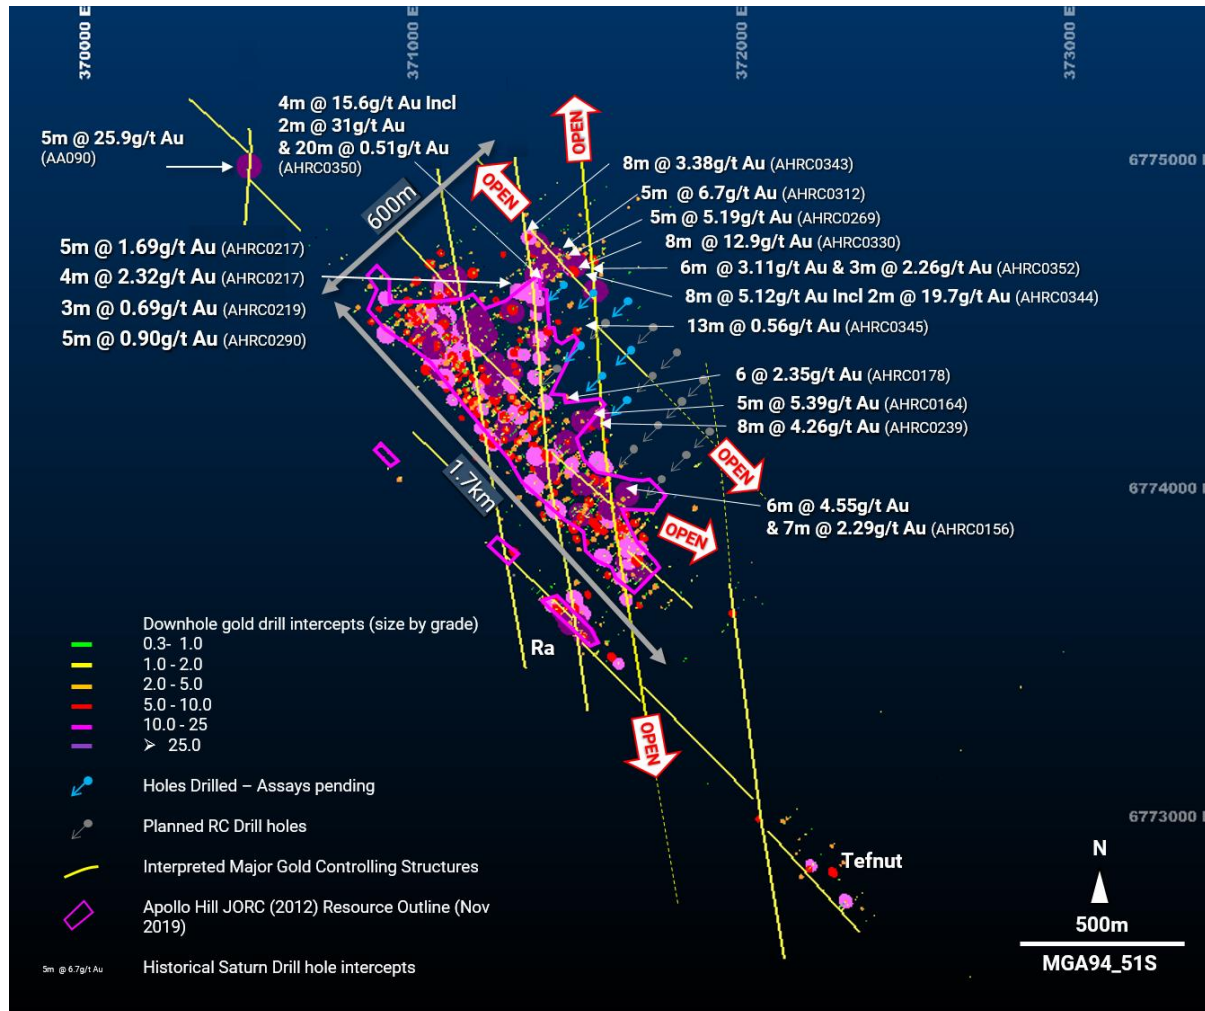 370000 E
371000 E
372000 E
373000 E
4m @ 15.6g/t Au Incl
2m @ 31g/t Au
& 20m @ 0.51g/t Au
(AHRC0350)
5m @ 25.9g/t Au
(AA090)
OPEN
OPEN
600m
8m @ 3.38g/t Au (AHRC0343)
6775000
5m @ 6.7g/t Au (AHRC0312)
5m @ 5.19g/t Au (AHRC0269)
8m @ 12.9g/t Au (AHRC0330)
6m @ 3.11g/t Au & 3m @ 2.26g/t Au (AHRC0352)
8m @ 5.12g/t Au Incl 2m @ 19.7g/t Au (AHRC0344)
13m @ 0.56g/t Au (AHRC0345)
5m @ 1.69g/t Au (AHRC0217)
4m @ 2.32g/t Au (AHRC0217)
3m @ 0.69g/t Au (AHRC0219)
5m @ 0.90g/t Au (AHRC0290)
6 @ 2.35g/t Au (AHRC0178)
5m @ 5.39g/t Au (AHRC0164)
8m @ 4.26g/t Au (AHRC0239)
OPEN
1.7km
6774000
6m @ 4.55g/t Au
& 7m @ 2.29g/t Au (AHRC0156)
OPEN
Ra
OPEN
Downhole gold drill intercepts (size by grade)
0.3- 1.0
1.0 - 2.0
2.0 - 5.0
5.0 - 10.0
10.0 - 25
➢ 25.0
Holes Drilled – Assays pending
Planned RC Drill holes
Interpreted Major Gold Controlling Structures
Apollo Hill JORC (2012) Resource Outline (Nov
2019)
5m @ 6.7g/t Au
Historical Saturn Drill hole intercepts
6773000
Tefnut
N
500m
MGA94_51S